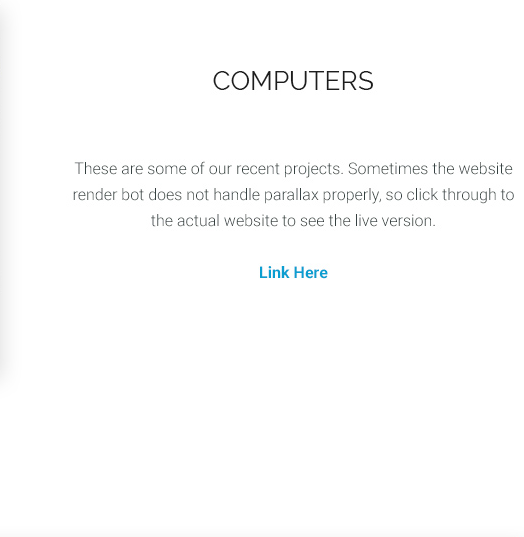 COMPUTERS
These are some of our recent projects. Sometimes the website
render bot does not handle parallax properly, so click through to
the actual website to see the live version.
Link Here